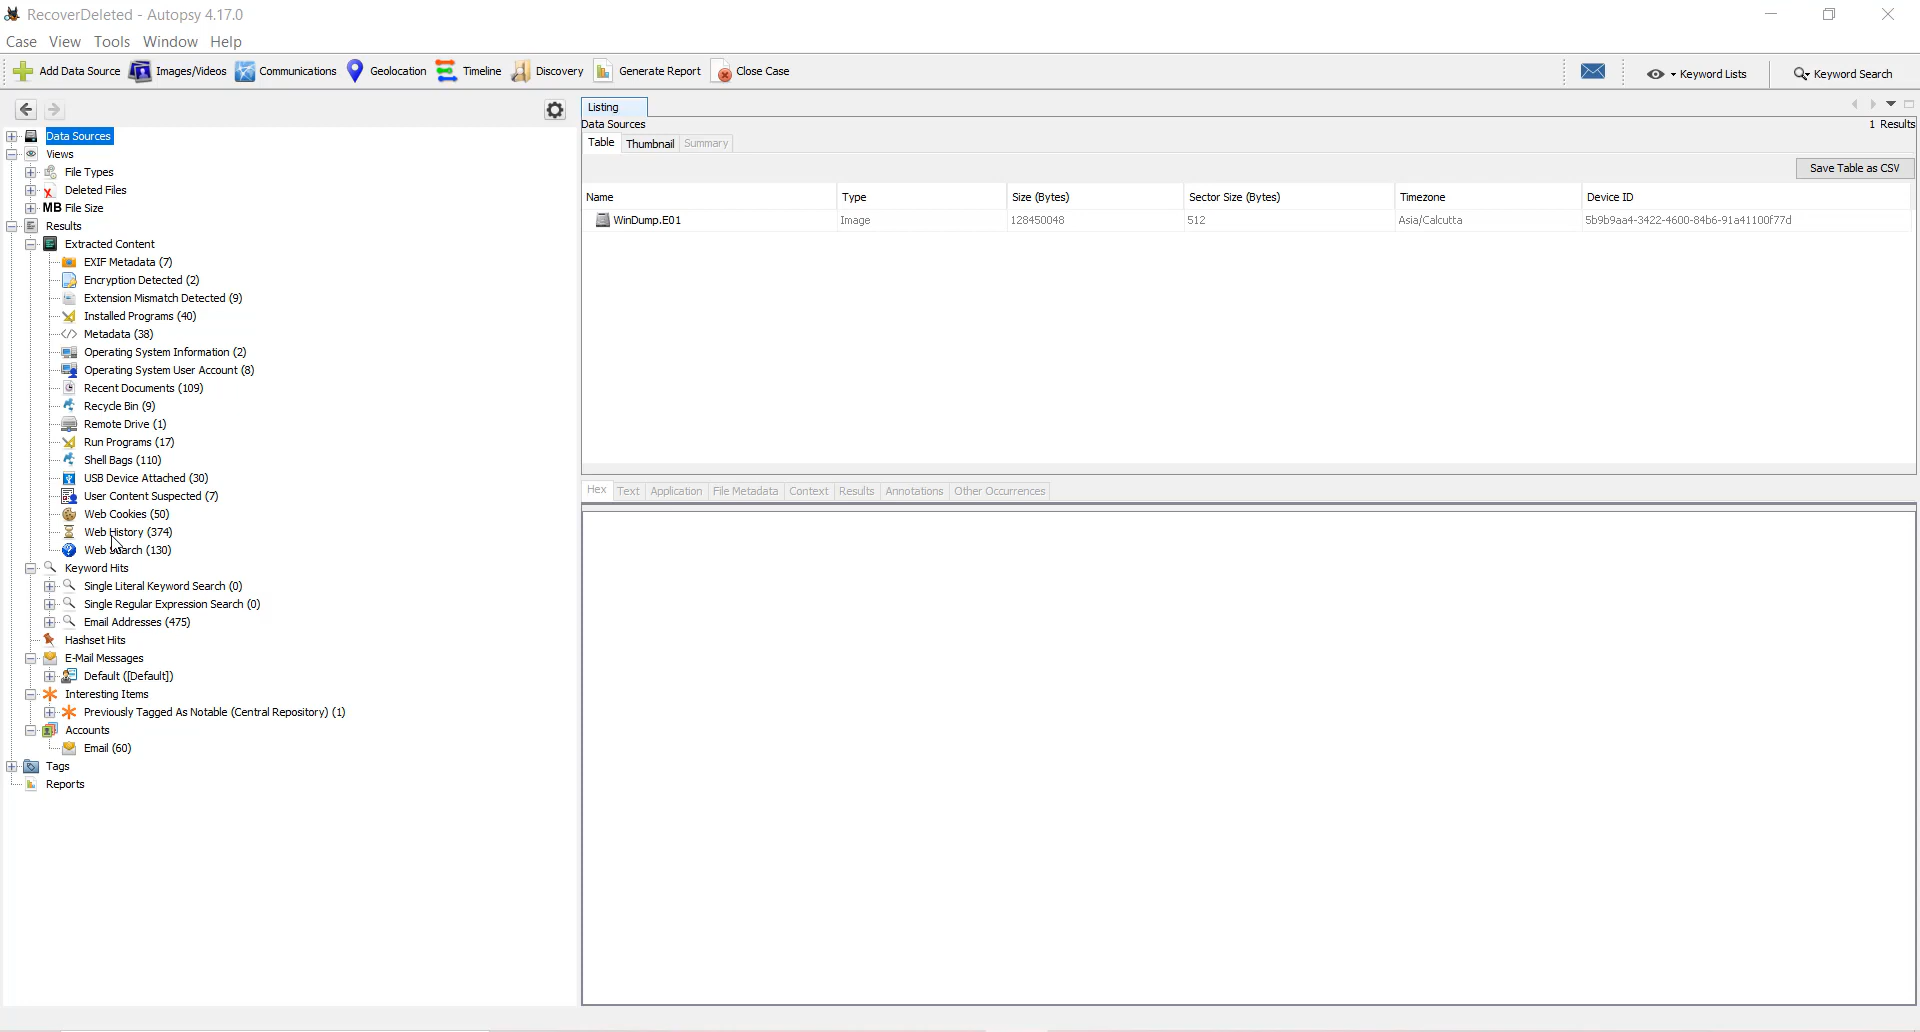 RecoverDeleted - Autopsy 4.17.0
Case View Tools Window Help
Add Data Source Images/Videos Communications Geolocation Timeline Discovery Generate Report Close Case Keyword Lists Keyword Search
Listing
Data Sources 1 Results
Table Thumbnail Summary
Save Table as CSV
Name Type Size (Bytes) Sector Size (Bytes) Timezone Device ID
WinDump.E01 Image 128450048 512 Asia/Calcutta 5b9b9aa4-3422-4600-84b6-91a41100f77d
Hex Text Application File Metadata Context Results Annotations Other Occurrences
Data Sources
Views
File Types
Deleted Files
MB File Size
Results
Extracted Content
EXIF Metadata (7)
Encryption Detected (2)
Extension Mismatch Detected (9)
Installed Programs (40)
Metadata (38)
Operating System Information (2)
Operating System User Account (8)
Recent Documents (109)
Recycle Bin (9)
Remote Drive (1)
Run Programs (17)
Shell Bags (110)
USB Device Attached (30)
User Content Suspected (7)
Web Cookies (50)
Web History (374)
Web Search (130)
Keyword Hits
Single Literal Keyword Search (0)
Single Regular Expression Search (0)
Email Addresses (475)
Hashset Hits
E-Mail Messages
Default ([Default])
Interesting Items
Previously Tagged As Notable (Central Repository) (1)
Accounts
Email (60)
Tags
Reports